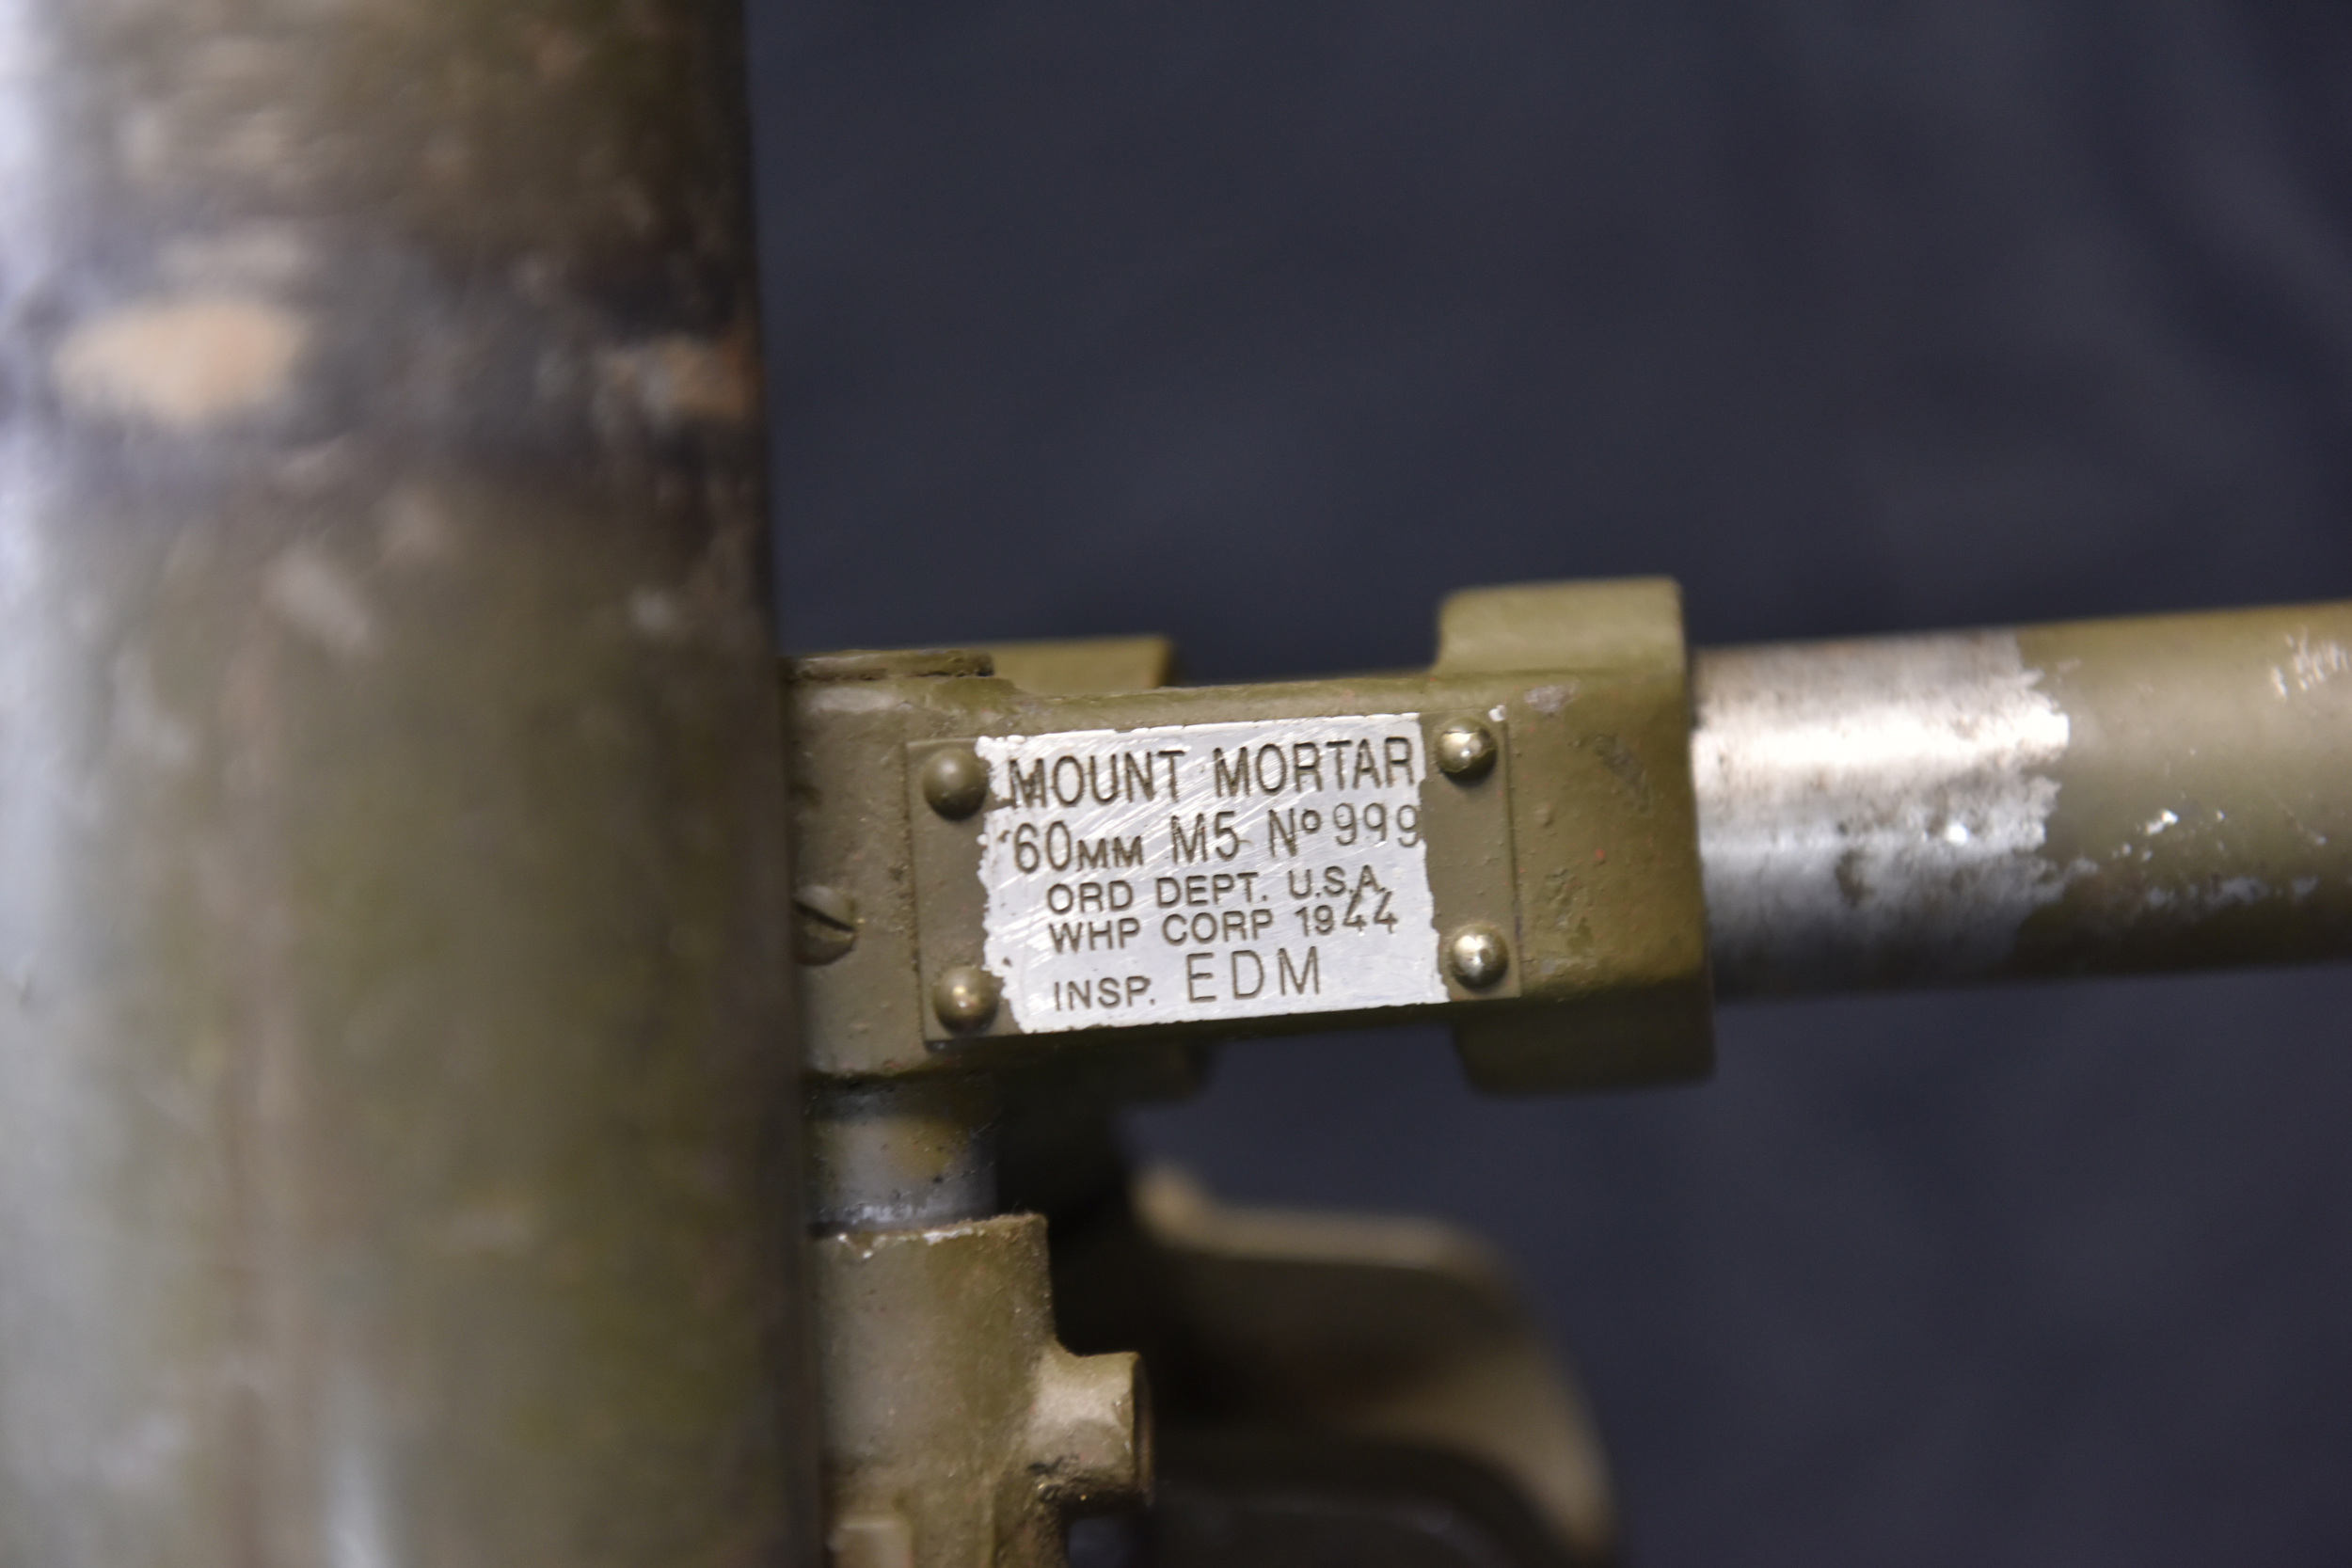 MOUNT MORTAR
60MM M5 Nº 999
ORD DEPT. U.S.A.
WHP CORP 1944
INSP. EDM